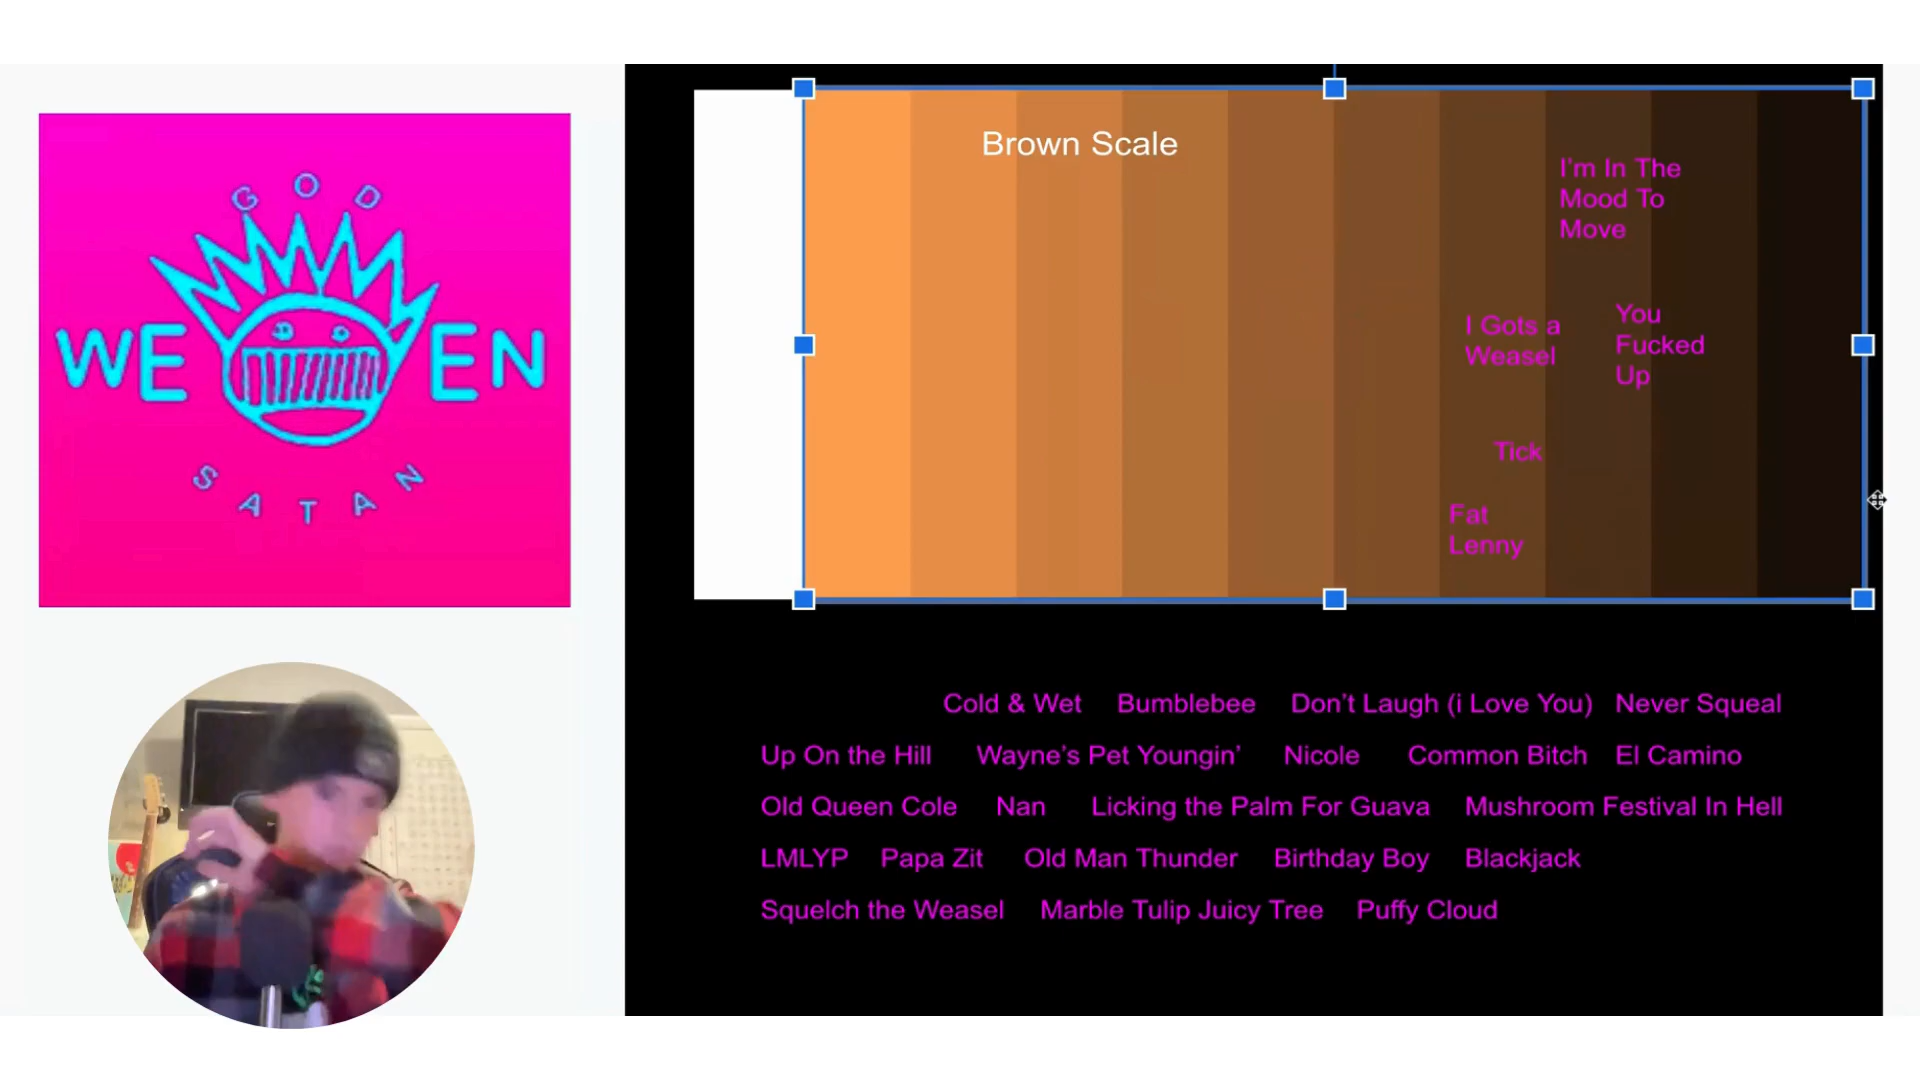 GOD
WEEN
SATAN
Brown Scale
I'm In The
Mood To
Move
I Gots a
Weasel
You
Fucked
Up
Tick
Fat
Lenny
Cold & Wet Bumblebee Don't Laugh (i Love You) Never Squeal
Up On the Hill Wayne's Pet Youngin' Nicole Common Bitch El Camino
Old Queen Cole Nan Licking the Palm For Guava Mushroom Festival In Hell
LMLYP Papa Zit Old Man Thunder Birthday Boy Blackjack
Squelch the Weasel Marble Tulip Juicy Tree Puffy Cloud